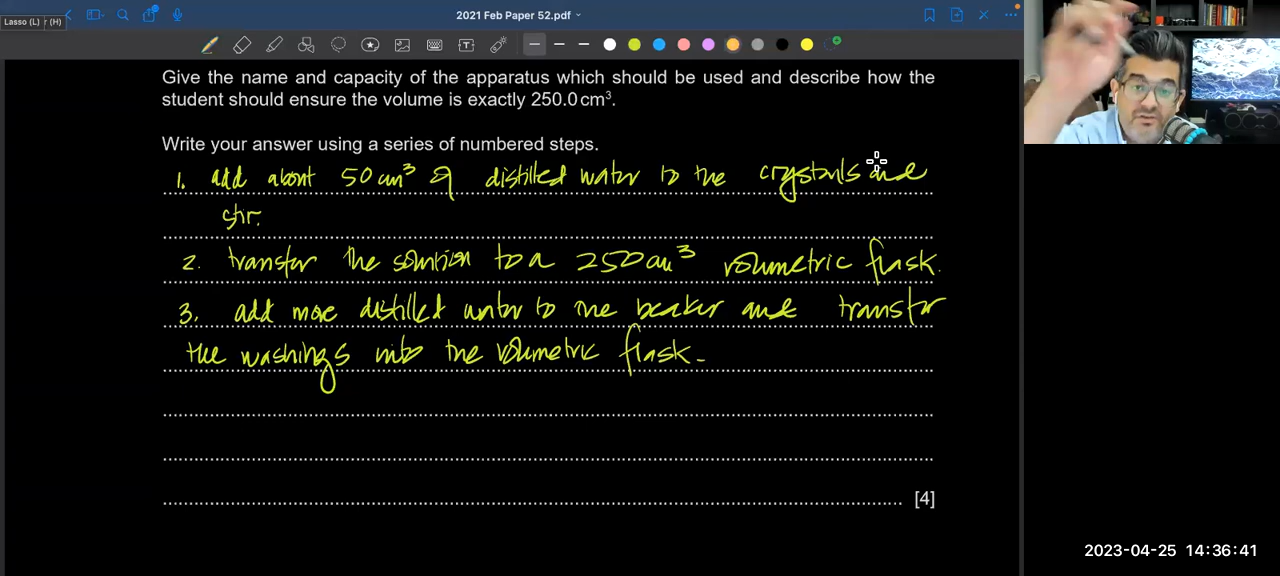 2021 Feb Paper 52.pdf
Lasso (L)
(H)
Give the name and capacity of the apparatus which should be used and describe how the
student should ensure the volume is exactly 250.0 cm³.
Write your answer using a series of numbered steps.
1. add about 50 cm³ of distilled water to the crystals and
stir.
2. transfer the solution to a 250 cm³ volumetric flask.
3. add more distilled water to the beaker and transfer
the washings into the volumetric flask.
[4]
2023-04-25 14:36:41